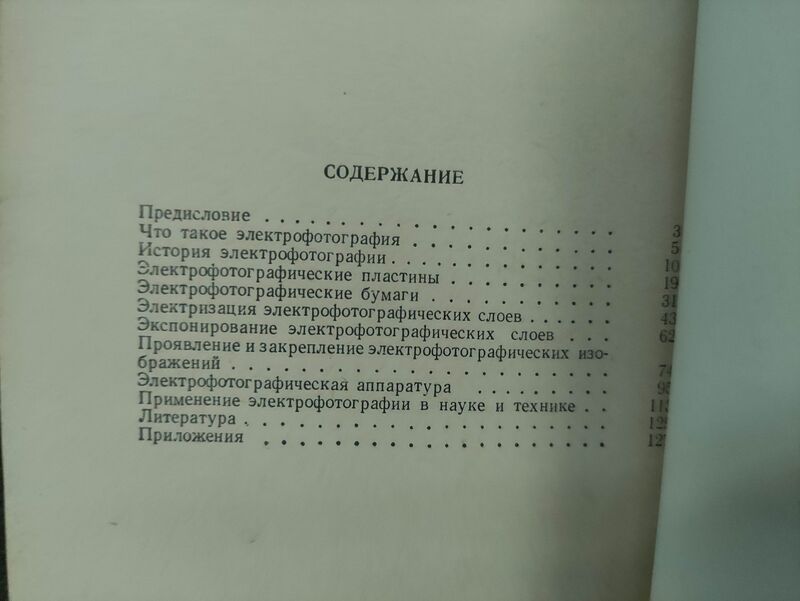 СОДЕРЖАНИЕ
Предисловие . . . . . . . . . . . . . . . . . 3
Что такое электрофотография . . . . . . . . . . 5
История электрофотографии . . . . . . . . . . . 10
Электрофотографические пластины . . . . . . . . 19
Электрофотографические бумаги . . . . . . . . . 31
Электризация электрофотографических слоев . . . . . 43
Экспонирование электрофотографических слоев . . . 62
Проявление и закрепление электрофотографических изо-
бражений . . . . . . . . . . . . . . . . . . 74
Электрофотографическая аппаратура . . . . . . . .
Применение электрофотографии в науке и технике . .
Литература . . . . . . . . . . . . . . . . . .
Приложения . . . . . . . . . . . . . . . . . .